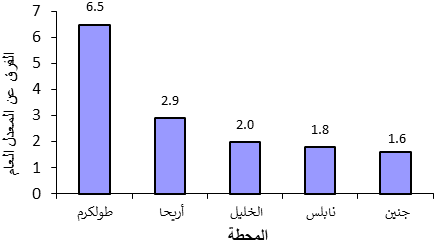 الفرق عن المعدل العام
7
6
5
4
3
2
1
0
6.5
2.9
2.0
1.8
1.6
طولكرم
أريحا
الخليل
نابلس
جنين
المحطة